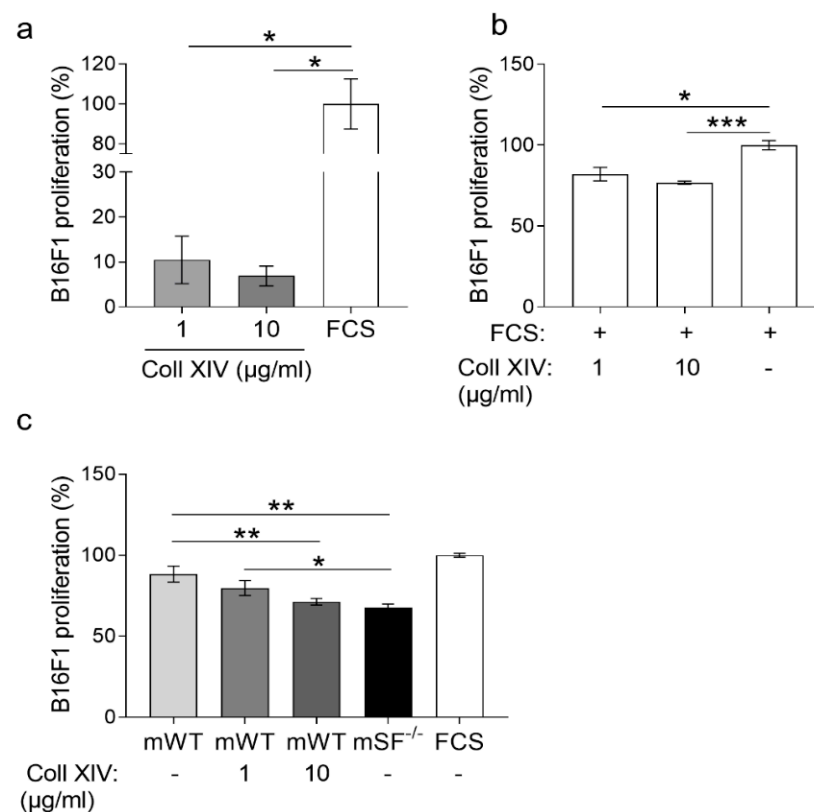 a
*
*
B16F1 proliferation (%)
120
100
80
30
20
10
0
1 10 FCS
Coll XIV (µg/ml)
b
*
***
B16F1 proliferation (%)
150
100
50
0
FCS: + + +
Coll XIV: 1 10 -
(µg/ml)
c
**
**
*
B16F1 proliferation (%)
150
100
50
0
mWT mWT mWT mSF-/- FCS
Coll XIV: - 1 10 - -
(µg/ml)